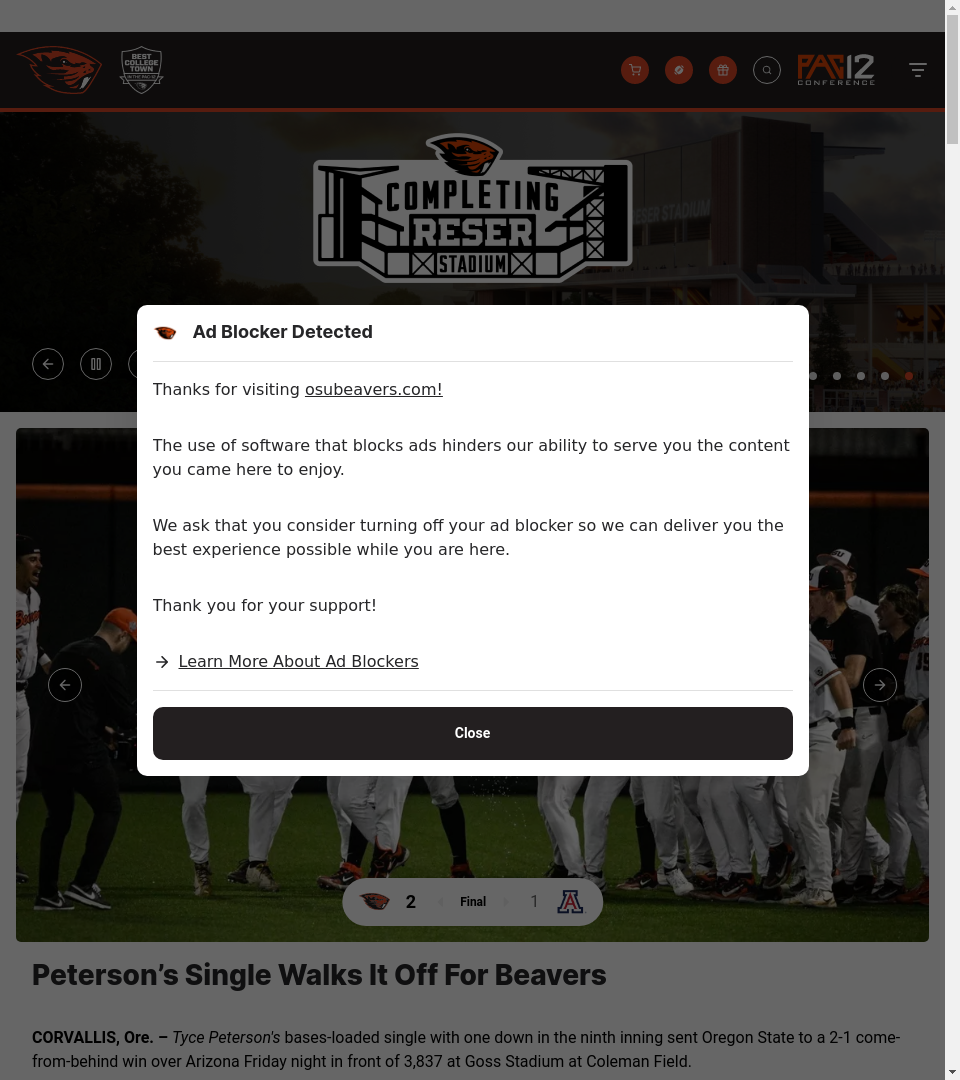 BEST
COLLEGE
TOWN
IN THE PAC-12
PAC12
CONFERENCE
COMPLETING
RESER
STADIUM
RESER STADIUM
Ad Blocker Detected
Thanks for visiting osubeavers.com!
The use of software that blocks ads hinders our ability to serve you the content
you came here to enjoy.
We ask that you consider turning off your ad blocker so we can deliver you the
best experience possible while you are here.
Thank you for your support!
Learn More About Ad Blockers
Close
2 Final 1 A
Peterson’s Single Walks It Off For Beavers
CORVALLIS, Ore. – Tyce Peterson's bases-loaded single with one down in the ninth inning sent Oregon State to a 2-1 come-
from-behind win over Arizona Friday night in front of 3,837 at Goss Stadium at Coleman Field.